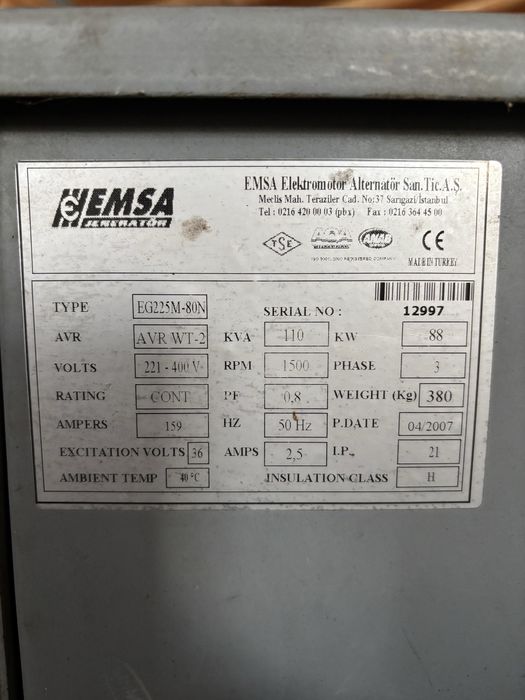 EMSA
JENERATÖR
EMSA Elektromotor Alternatör San.Tic.A.Ş.
Meclis Mah. Teraziler Cad. No:37 Sarıgazi/İstanbul
Tel : 0216 420 00 03 (pbx) Fax : 0216 364 45 00
TSE
CE
MADE IN TURKEY
TYPE EG225M-80N SERIAL NO : 12997
AVR AVR WT-2 KVA 110 KW 88
VOLTS 221 - 400 V RPM 1500 PHASE 3
RATING CONT PF 0,8 WEIGHT (Kg) 380
AMPERS 159 HZ 50 Hz P.DATE 04/2007
EXCITATION VOLTS 36 AMPS 2,5 I.P. 21
AMBIENT TEMP 40 °C INSULATION CLASS H